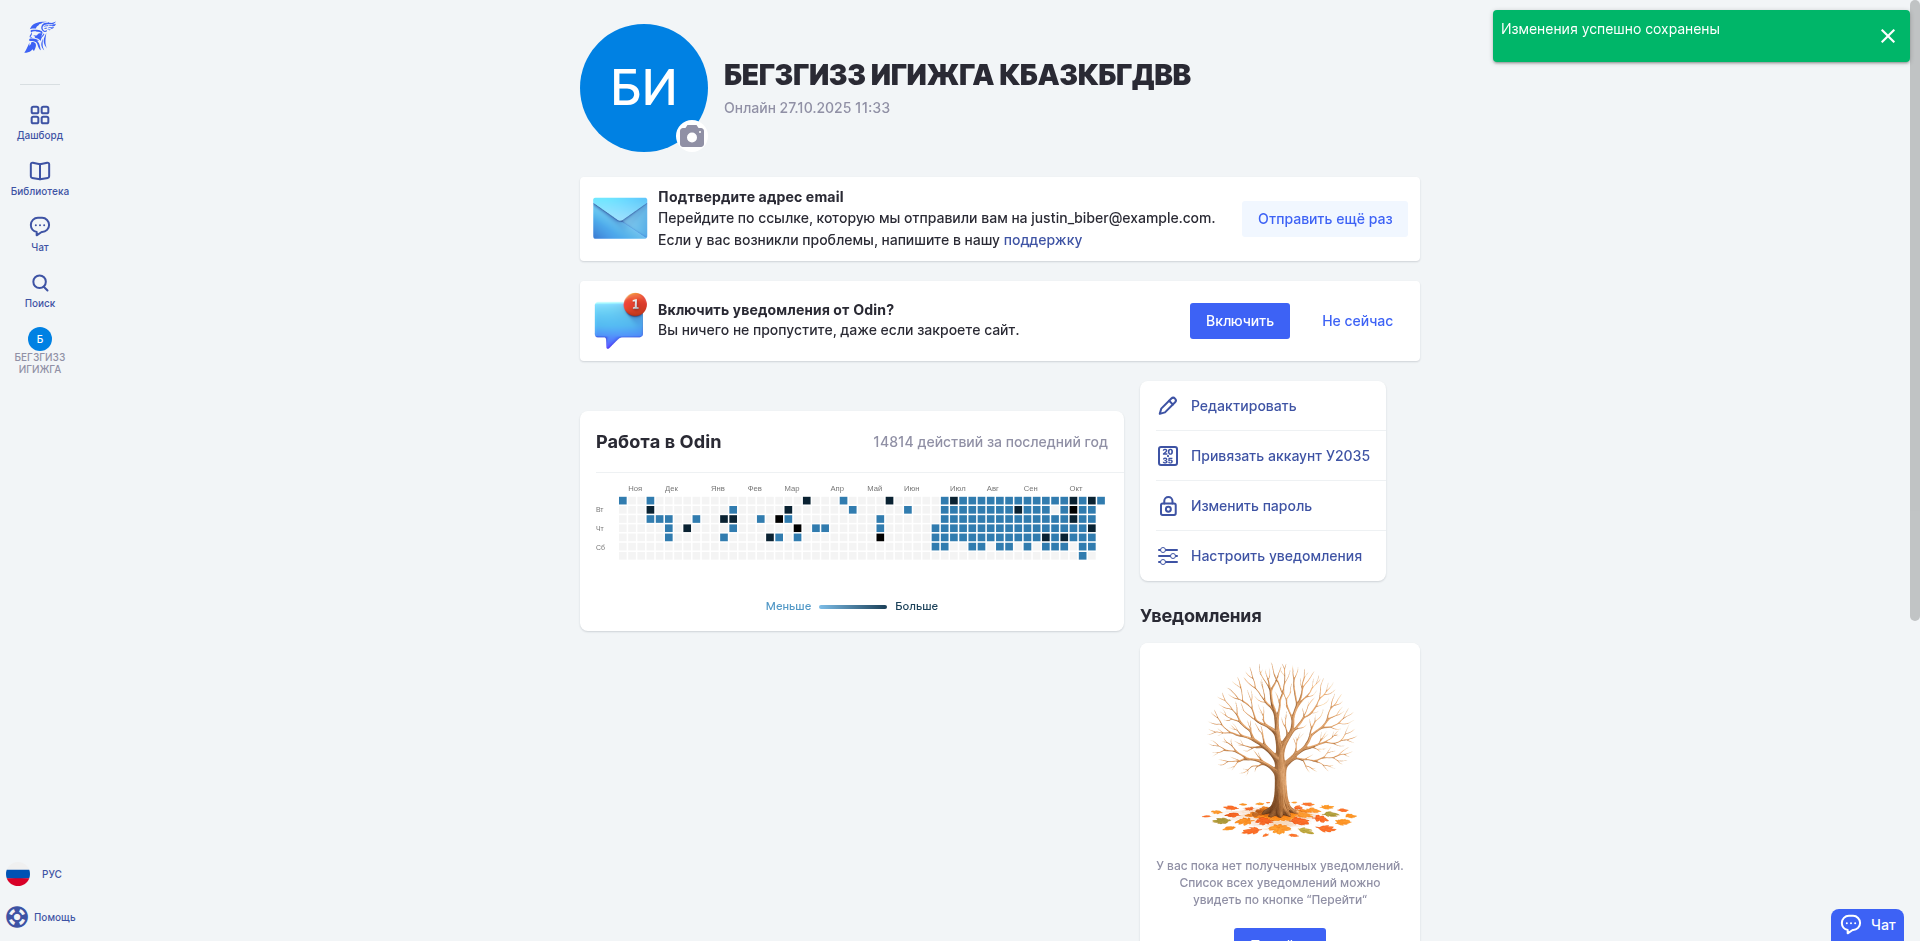 Изменения успешно сохранены
Дашборд
Библиотека
Чат
Поиск
Б
БЕГЗГИЗЗ
ИГИЖГА
РУС
Помощь
БИ
БЕГЗГИЗЗ ИГИЖГА КБАЗКБГДВВ
Онлайн 27.10.2025 11:33
Подтвердите адрес email
Перейдите по ссылке, которую мы отправили вам на justin_biber@example.com.
Если у вас возникли проблемы, напишите в нашу поддержку
Отправить ещё раз
1
Включить уведомления от Odin?
Вы ничего не пропустите, даже если закроете сайт.
Включить
Не сейчас
Работа в Odin
14814 действий за последний год
Ноя Дек Янв Фев Мар Апр Май Июн Июл Авг Сен Окт
Вт
Чт
Сб
Меньше
Больше
Редактировать
20
35
Привязать аккаунт У2035
Изменить пароль
Настроить уведомления
Уведомления
У вас пока нет полученных уведомлений.
Список всех уведомлений можно
увидеть по кнопке “Перейти”
Чат